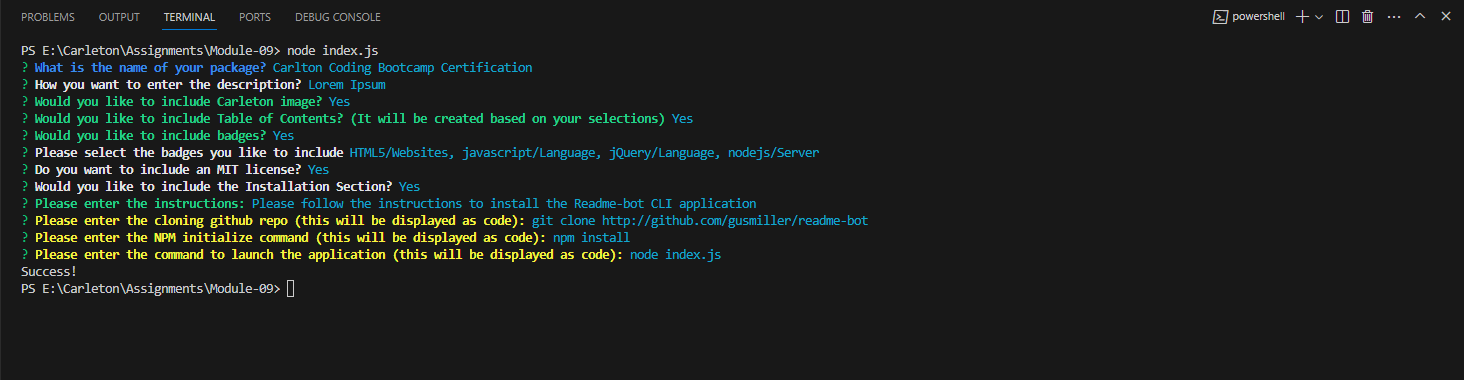 PROBLEMS OUTPUT TERMINAL PORTS DEBUG CONSOLE powershell
PS E:\Carleton\Assignments\Module-09> node index.js
? What is the name of your package? Carlton Coding Bootcamp Certification
? How you want to enter the description? Lorem Ipsum
? Would you like to include Carleton image? Yes
? Would you like to include Table of Contents? (It will be created based on your selections) Yes
? Would you like to include badges? Yes
? Please select the badges you like to include HTML5/Websites, javascript/Language, jQuery/Language, nodejs/Server
? Do you want to include an MIT license? Yes
? Would you like to include the Installation Section? Yes
? Please enter the instructions: Please follow the instructions to install the Readme-bot CLI application
? Please enter the cloning github repo (this will be displayed as code): git clone http://github.com/gusmiller/readme-bot
? Please enter the NPM initialize command (this will be displayed as code): npm install
? Please enter the command to launch the application (this will be displayed as code): node index.js
Success!
PS E:\Carleton\Assignments\Module-09>